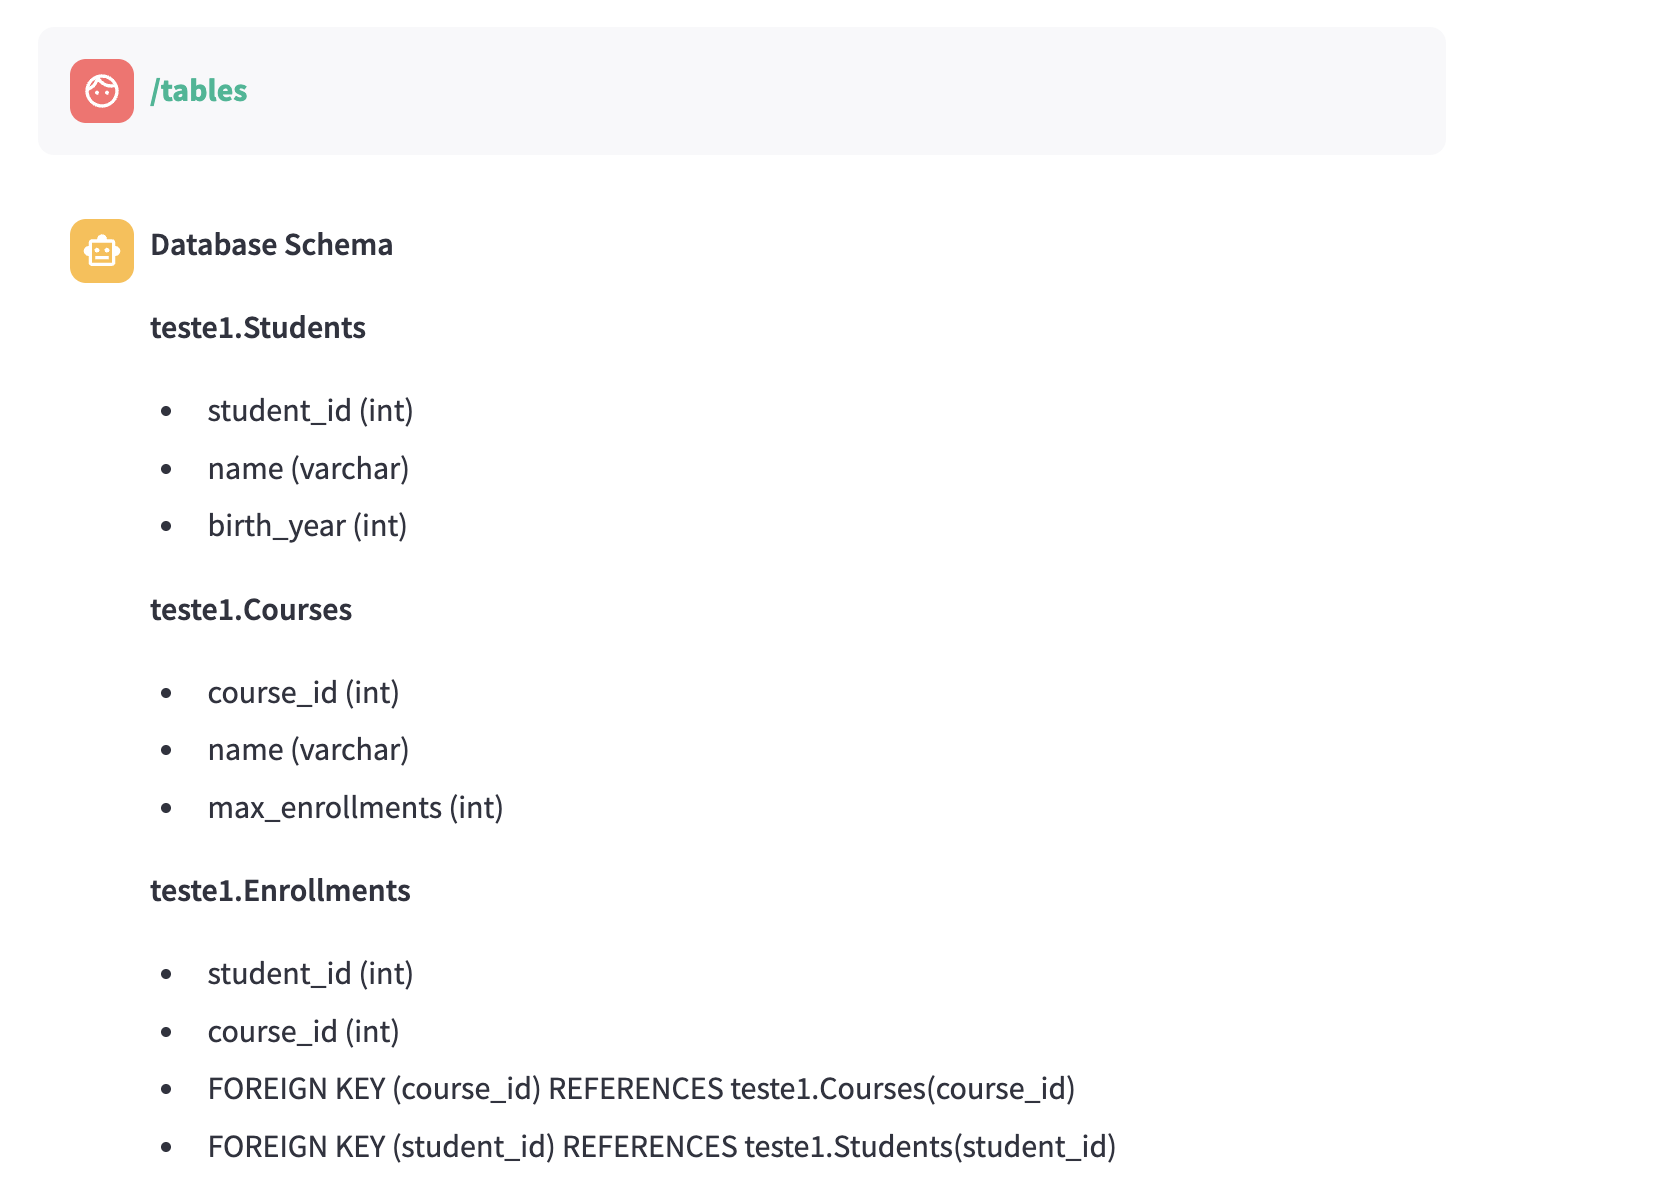 /tables
Database Schema
teste1.Students
• student_id (int)
• name (varchar)
• birth_year (int)
teste1.Courses
• course_id (int)
• name (varchar)
• max_enrollments (int)
teste1.Enrollments
• student_id (int)
• course_id (int)
• FOREIGN KEY (course_id) REFERENCES teste1.Courses(course_id)
• FOREIGN KEY (student_id) REFERENCES teste1.Students(student_id)